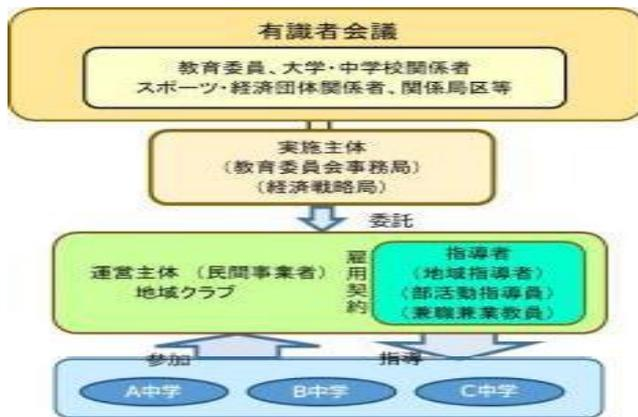 有識者会議
教育委員、大学・中学校関係者
スポーツ・経済団体関係者、関係局区等
実施主体
(教育委員会事務局)
(経済戦略局)
委託
運営主体 (民間事業者)
地域クラブ
雇用契約
指導者
(地域指導者)
(部活動指導員)
(兼職兼業教員)
参加
指導
A中学
B中学
C中学